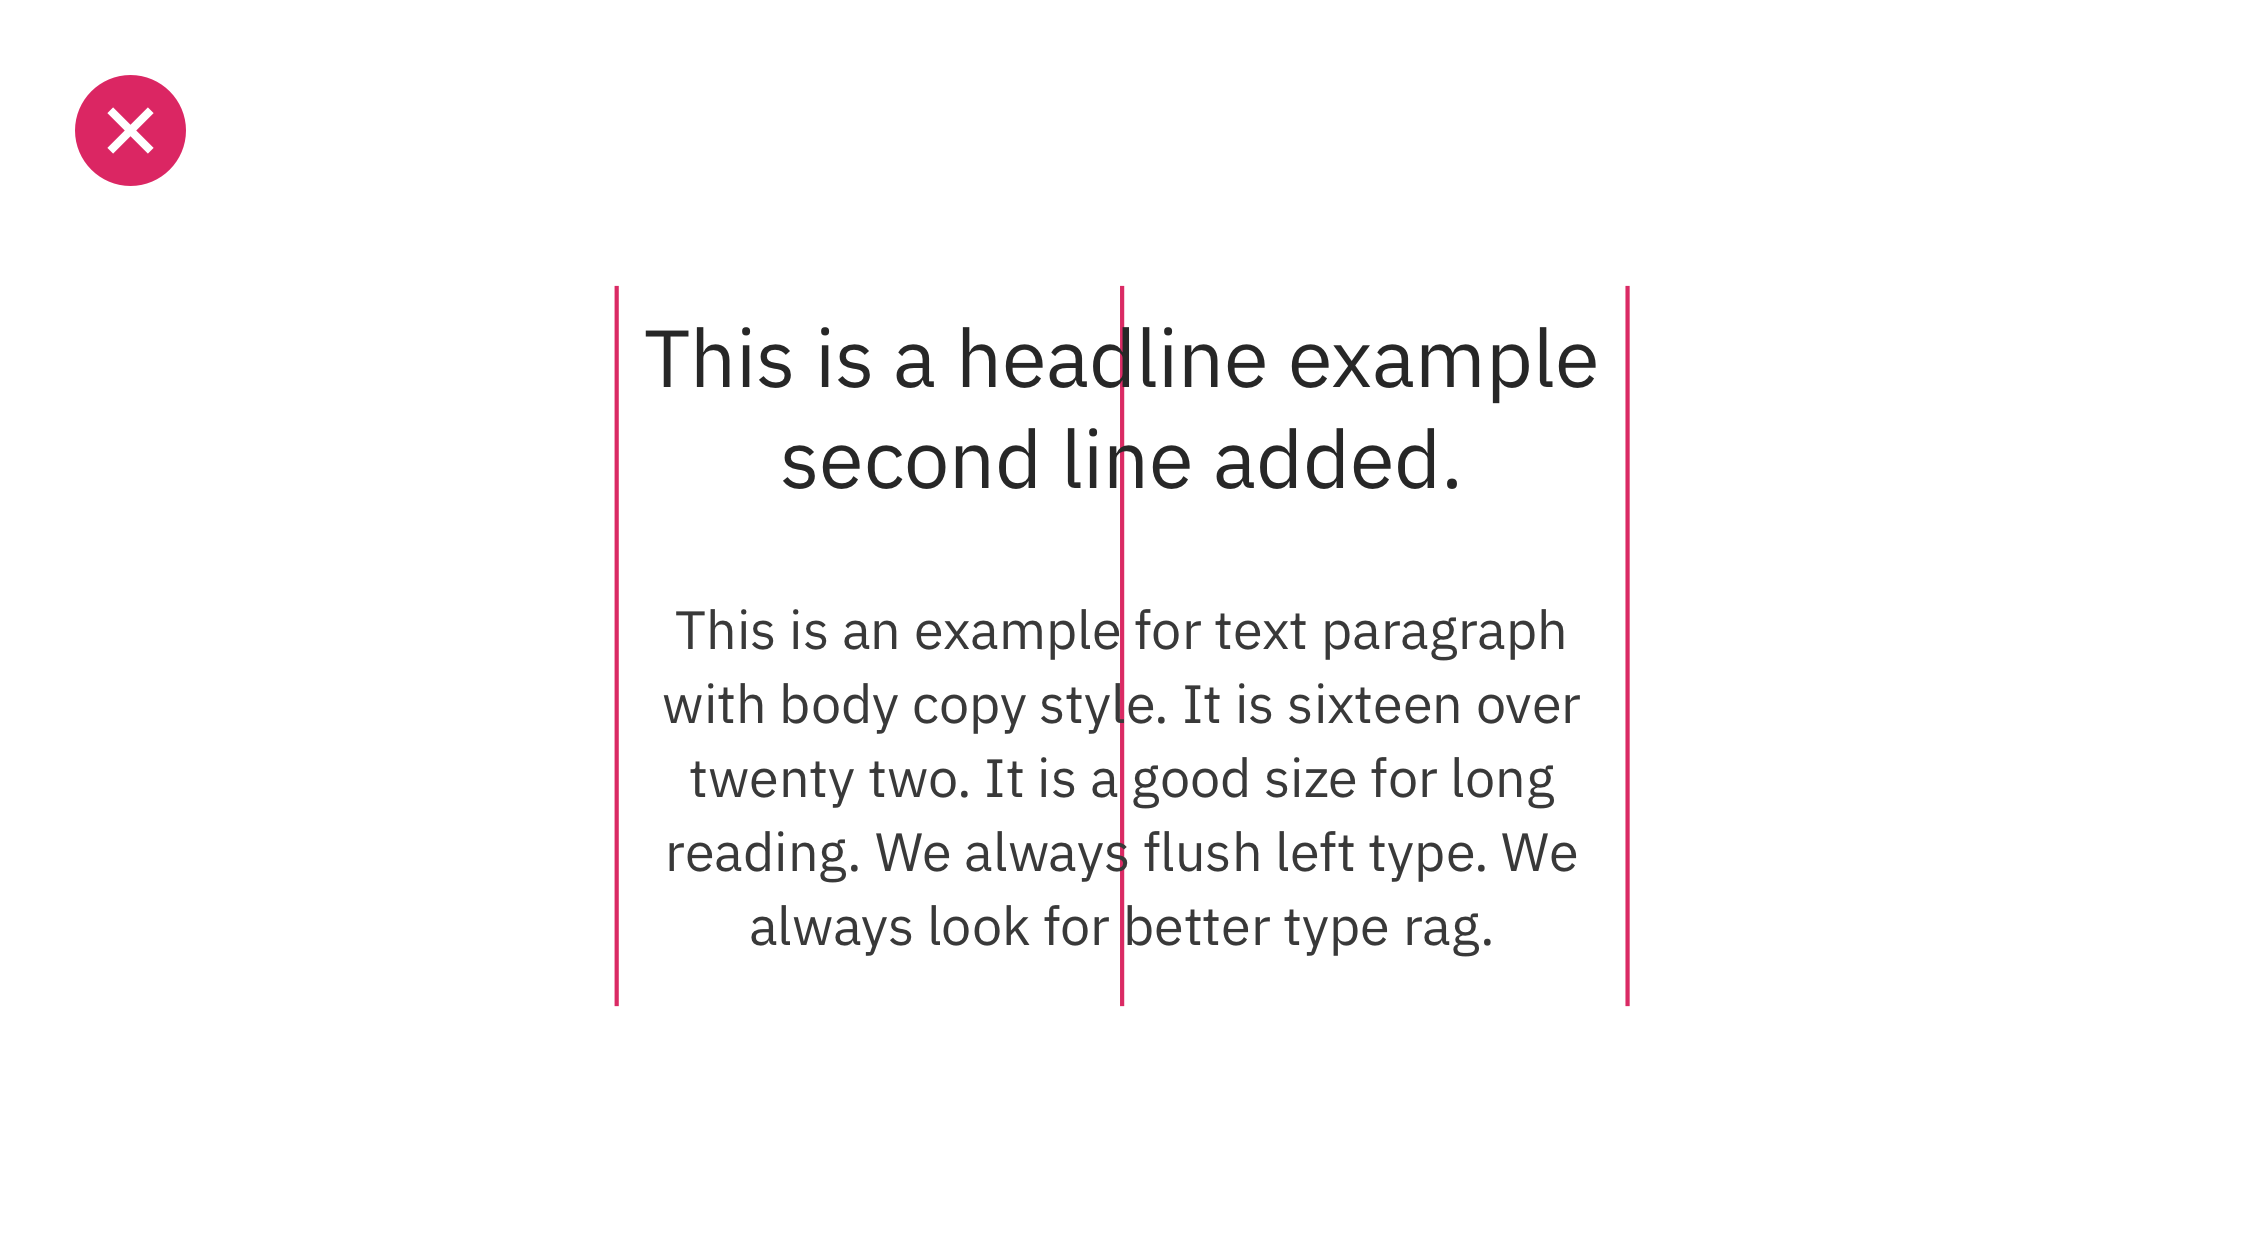 This is a headline example
second line added.
This is an example for text paragraph
with body copy style. It is sixteen over
twenty two. It is a good size for long
reading. We always flush left type. We
always look for better type rag.